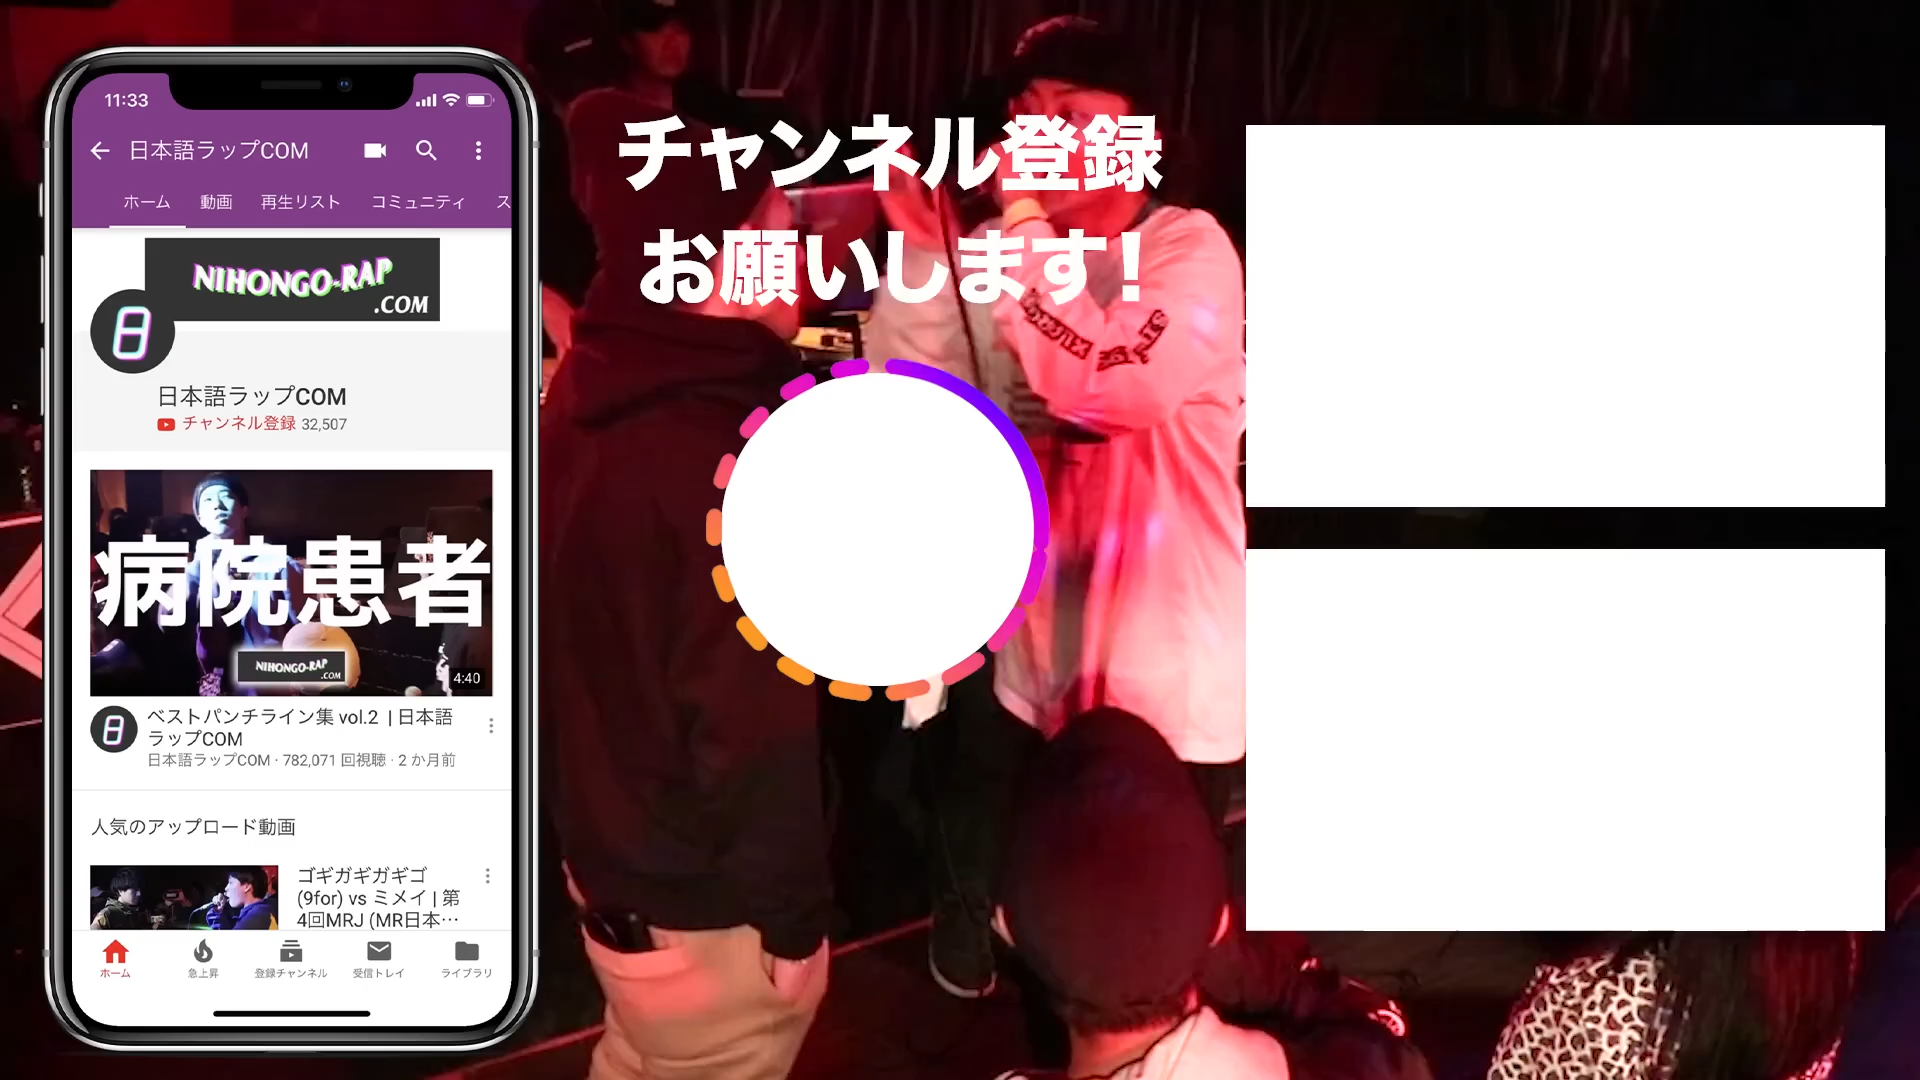 11:33
日本語ラップCOM
ホーム 動画 再生リスト コミュニティ ス
NIHONGO-RAP
.COM
日本語ラップCOM
チャンネル登録 32,507
病院患者
NIHONGO-RAP
.COM
4:40
ベストパンチライン集 vol.2 | 日本語
ラップCOM
日本語ラップCOM · 782,071 回視聴 · 2 か月前
人気のアップロード動画
ゴギガギガギゴ
(9for) vs ミメイ | 第
4回MRJ (MR日本…
ホーム 急上昇 登録チャンネル 受信トレイ ライブラリ
チャンネル登録
お願いします!